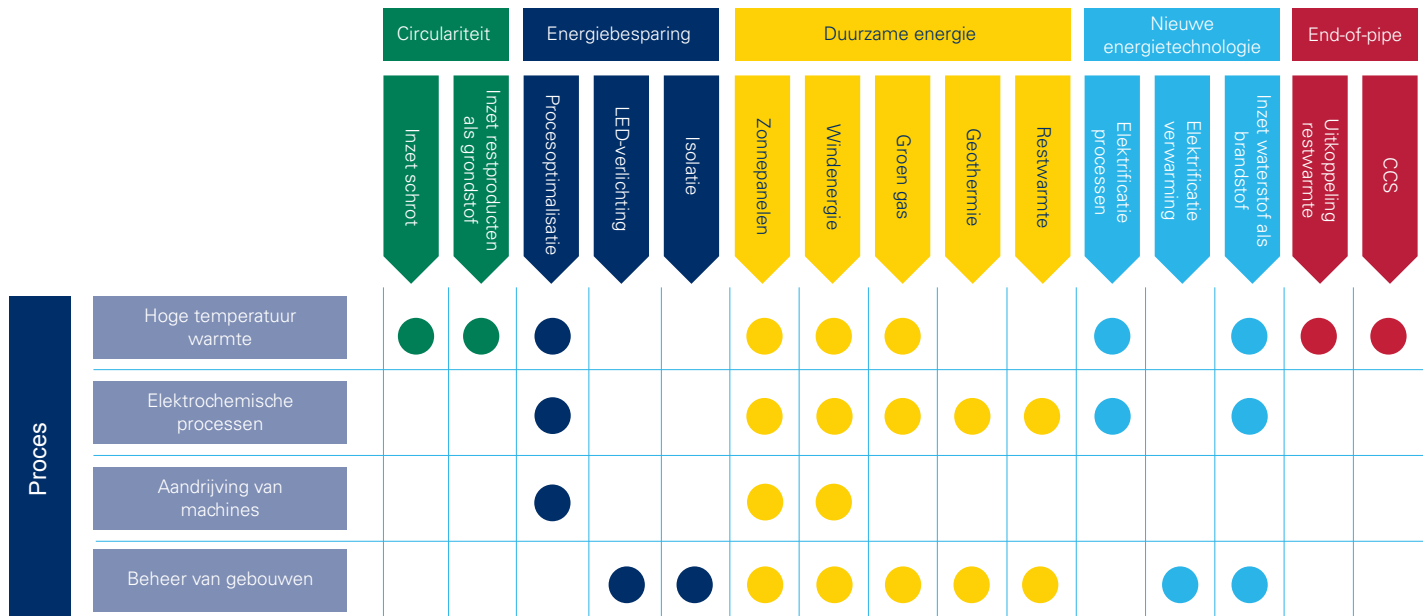 Circulariteit
Energiebesparing
Duurzame energie
Nieuwe
energietechnologie
End-of-pipe
Inzet schrot
Inzet restproducten
als grondstof
Procesoptimalisatie
LED-verlichting
Isolatie
Zonnepanelen
Windenergie
Groen gas
Geothermie
Restwarmte
Elektrificatie
processen
Elektrificatie
verwarming
Inzet waterstof als
brandstof
Uitkoppeling
restwarmte
CCS
Proces
Hoge temperatuur
warmte
Elektrochemische
processen
Aandrijving van
machines
Beheer van gebouwen